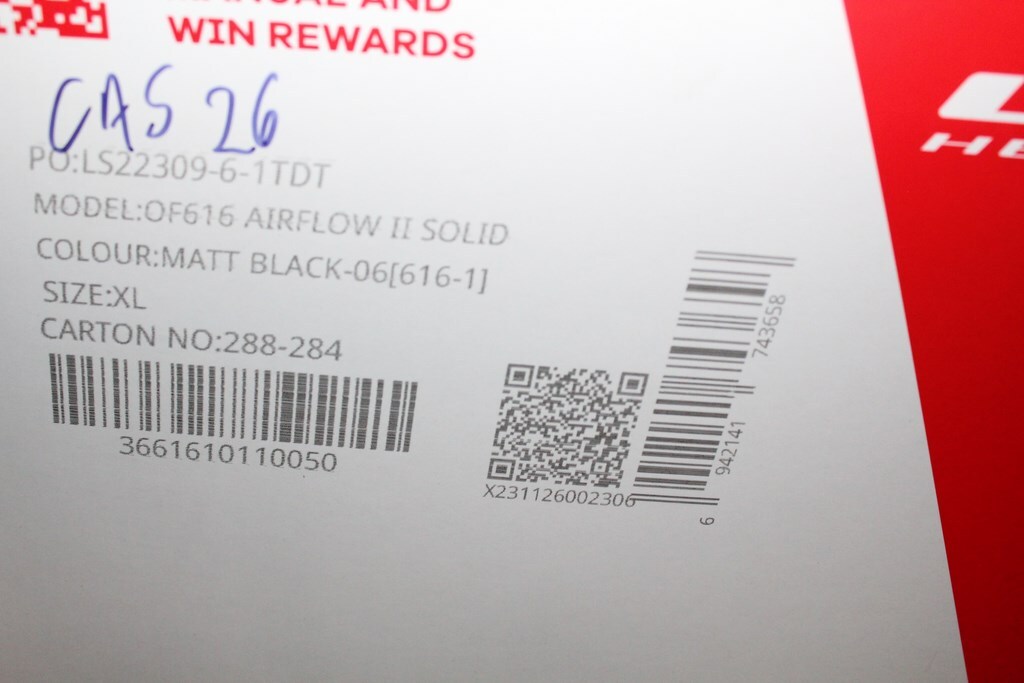 WIN REWARDS
CAS 26
PO:LS22309-6-1TDT
MODEL:OF616 AIRFLOW II SOLID
COLOUR:MATT BLACK-06[616-1]
SIZE:XL
CARTON NO:288-284
3661610110050
X231126002306
6 942141 743658